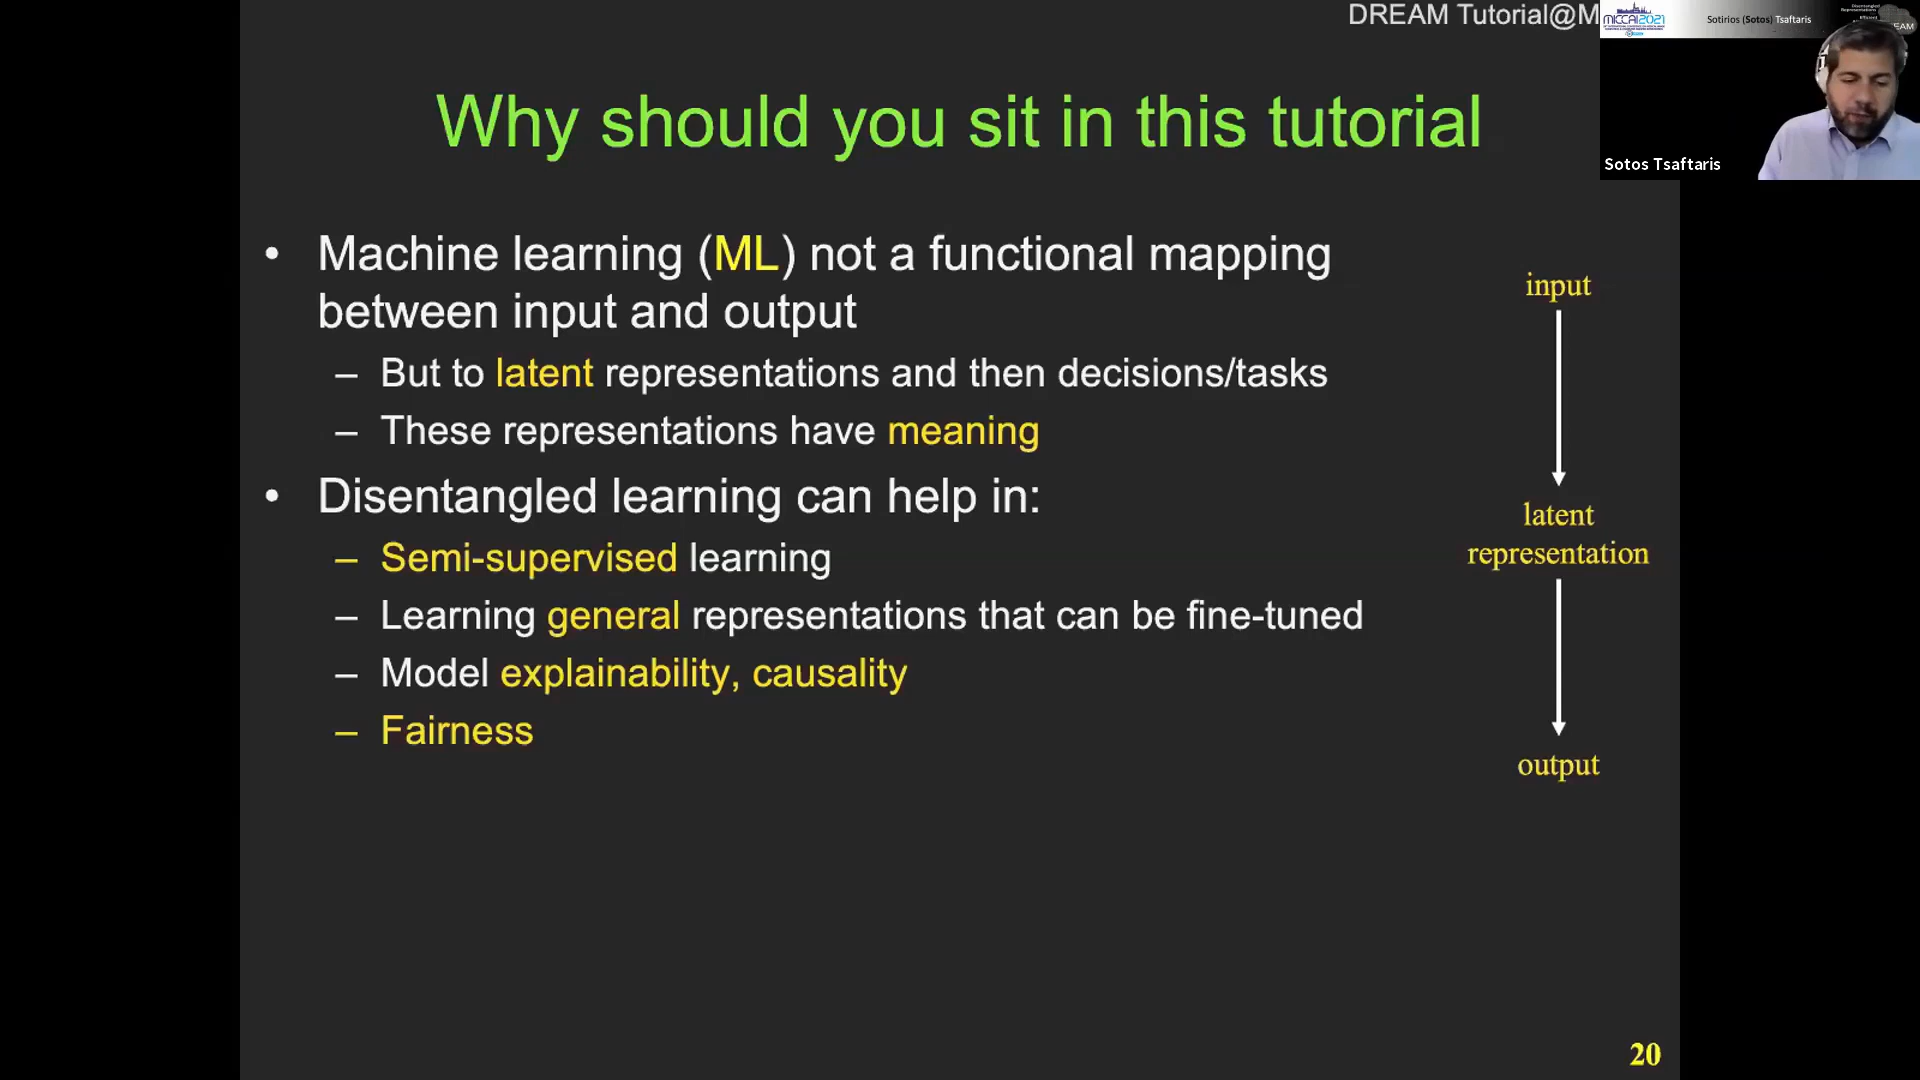 DREAM Tutorial@M
MICCAI2021
Sotirios (Sotos) Tsaftaris
Disentangled
Representations
Sotos Tsaftaris
Why should you sit in this tutorial
• Machine learning (ML) not a functional mapping
between input and output
– But to latent representations and then decisions/tasks
– These representations have meaning
• Disentangled learning can help in:
– Semi-supervised learning
– Learning general representations that can be fine-tuned
– Model explainability, causality
– Fairness
input
latent
representation
output
20